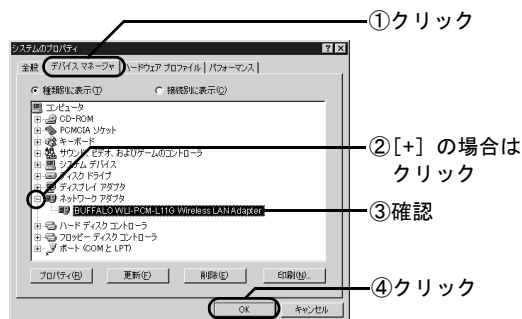 ①クリック
システムのプロパティ
全般 デバイス マネージャ ハードウェア プロファイル パフォーマンス
種類別に表示(T) 接続別に表示(C)
コンピュータ
CD-ROM
PCMCIA ソケット
キーボード
サウンド、ビデオ、およびゲームのコントローラ
システム デバイス
ディスク ドライブ
ディスプレイ アダプタ
ネットワーク アダプタ
BUFFALO WLI-PCM-L11G Wireless LAN Adapter
ハード ディスク コントローラ
フロッピー ディスク コントローラ
ポート (COM と LPT)
②[+] の場合は
クリック
③確認
プロパティ(R) 更新(F) 削除(E) 印刷(N)...
④クリック
OK キャンセル